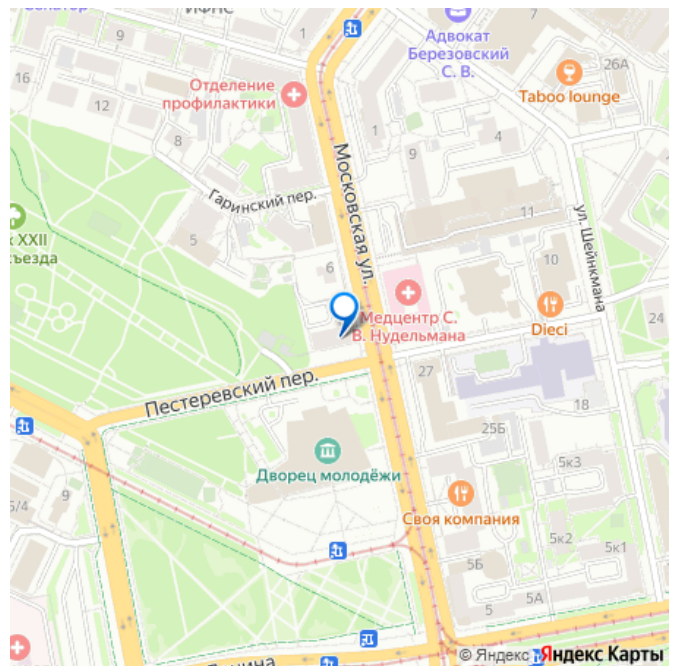 ИФНС
9
16
12
8
Отделение
профилактики
Адвокат
Березовский
С. В.
26А
Taboo lounge
1
1
9
4
Московская ул.
Гаринский пер.
5
6
11
ул. Шейнкмана
10
XXII
съезда
Медцентр С.
В. Нудельмана
Dieci
24
27
Пестеревский пер.
18
25Б
9
5/4
Дворец молодёжи
5к3
Своя компания
5к2
5к1
5Б
5
5А
© Яндекс
Яндекс Карты